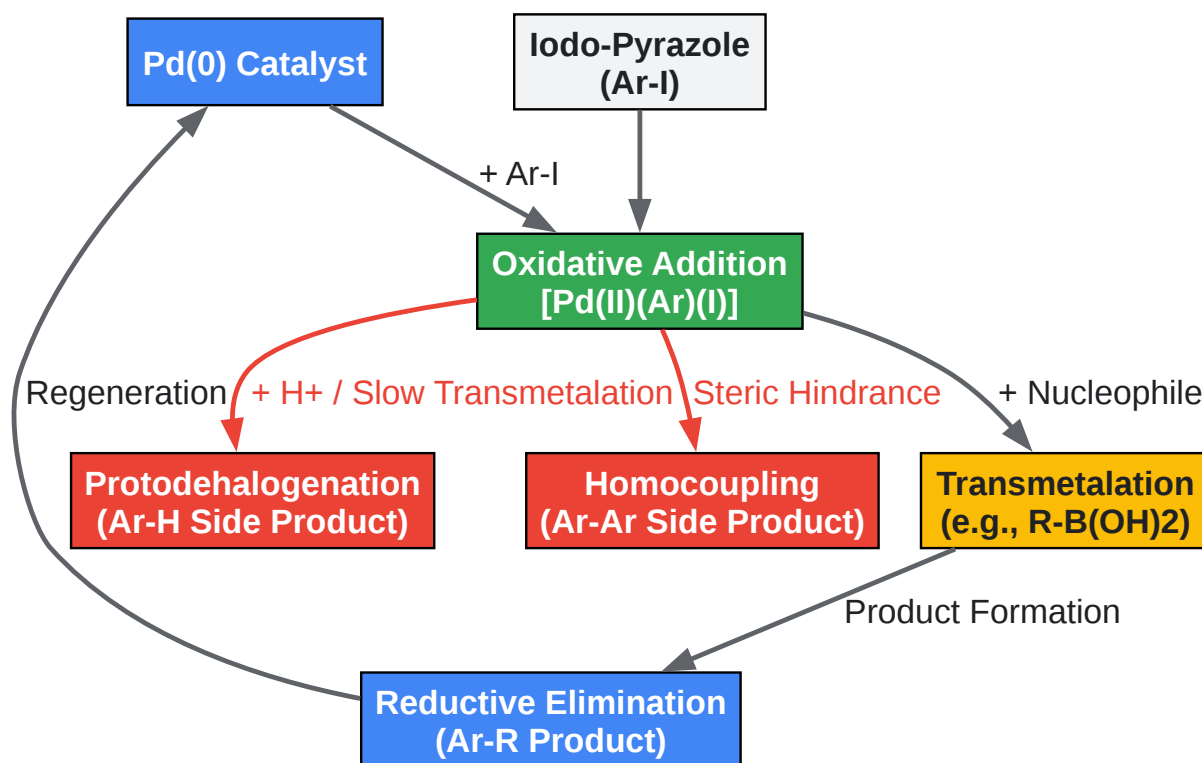 Pd(0) Catalyst
Iodo-Pyrazole
(Ar-I)
+ Ar-I
Oxidative Addition
[Pd(II)(Ar)(I)]
Regeneration
+ H+ / Slow Transmetalation
Steric Hindrance
+ Nucleophile
Protodehalogenation
(Ar-H Side Product)
Homocoupling
(Ar-Ar Side Product)
Transmetalation
(e.g., R-B(OH)2)
Product Formation
Reductive Elimination
(Ar-R Product)